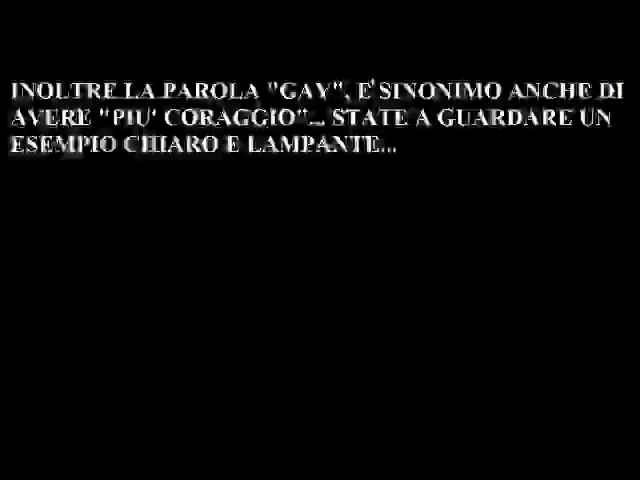 INOLTRE LA PAROLA "GAY", E' SINONIMO ANCHE DI
AVERE "PIU' CORAGGIO"... STATE A GUARDARE UN
ESEMPIO CHIARO E LAMPANTE...